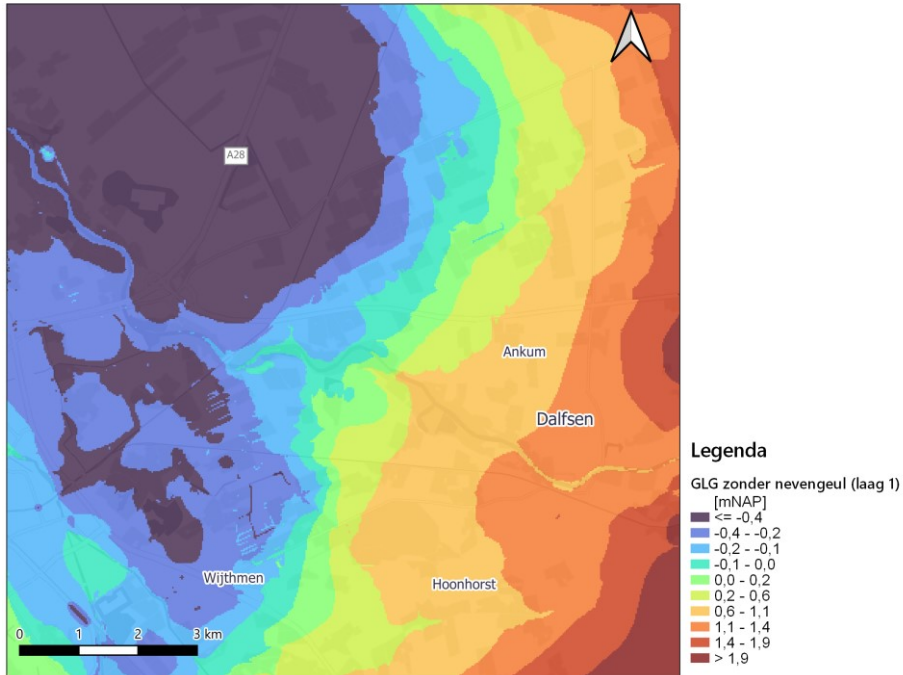 A28
Ankum
Dalfsen
Wijthmen
Hoonhorst
0 1 2 3 km
Legenda
GLG zonder nevengeul (laag 1)
[mNAP]
<= -0,4
-0,4 - -0,2
-0,2 - -0,1
-0,1 - 0,0
0,0 - 0,2
0,2 - 0,6
0,6 - 1,1
1,1 - 1,4
1,4 - 1,9
> 1,9